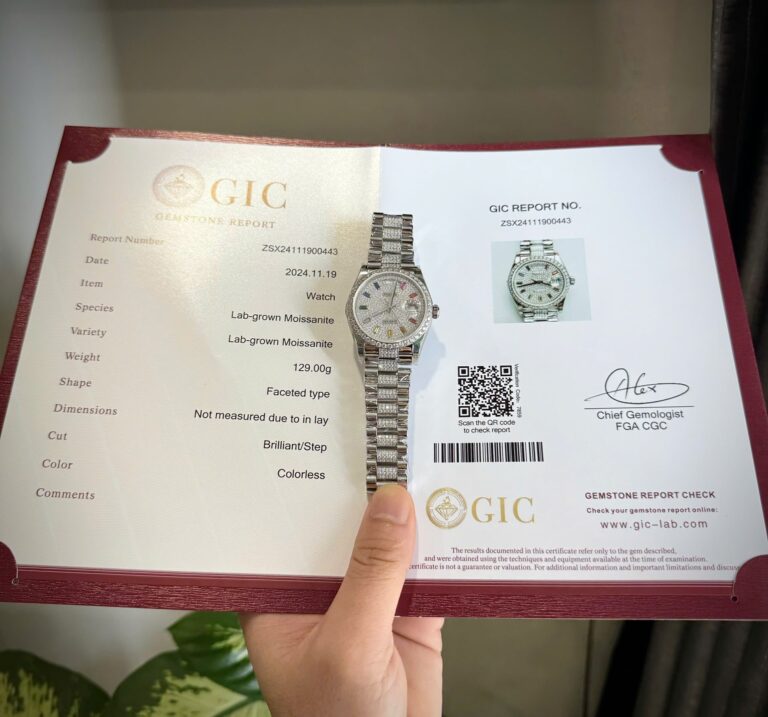 GIC
GEMSTONE REPORT
Report Number ZSX24111900443
Date 2024.11.19
Item Watch
Species Lab-grown Moissanite
Variety Lab-grown Moissanite
Weight 129.00g
Shape Faceted type
Dimensions Not measured due to in lay
Cut Brilliant/Step
Color Colorless
Comments
GIC REPORT NO.
ZSX24111900443
Verification Code: 7859
Scan the QR code
to check report
Alex
Chief Gemologist
FGA CGC
GIC
GEMSTONE REPORT CHECK
Check your gemstone report online:
www.gic-lab.com
The results documented in this certificate refer only to the gem described,
and were obtained using the techniques and equipment available at the time of examination.
certificate is not a guarantee or valuation. For additional information and important limitations and